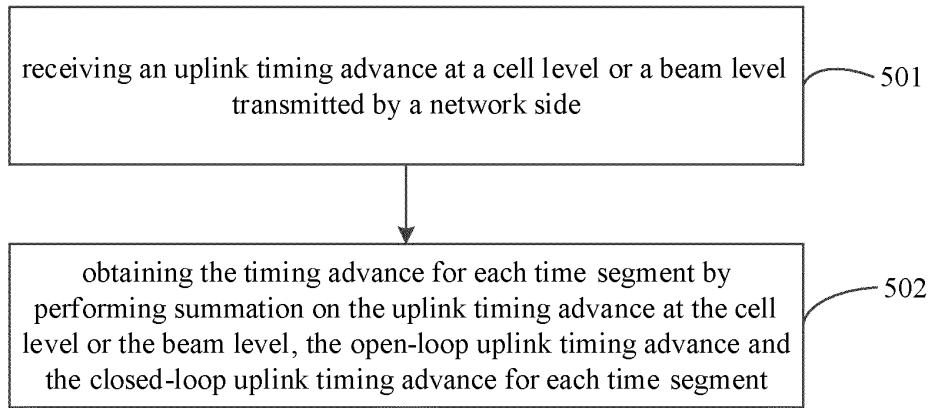 receiving an uplink timing advance at a cell level or a beam level
transmitted by a network side
501
obtaining the timing advance for each time segment by
performing summation on the uplink timing advance at the cell
level or the beam level, the open-loop uplink timing advance and
the closed-loop uplink timing advance for each time segment
502